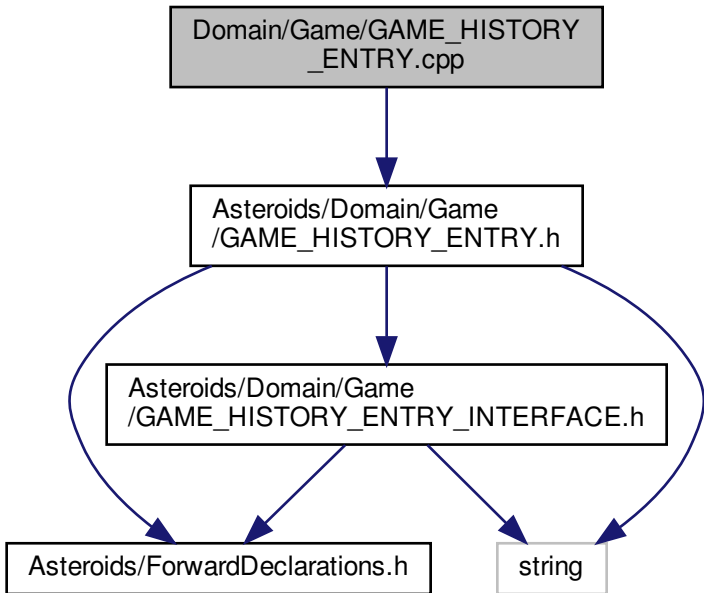 Domain/Game/GAME_HISTORY
_ENTRY.cpp
Asteroids/Domain/Game
/GAME_HISTORY_ENTRY.h
Asteroids/Domain/Game
/GAME_HISTORY_ENTRY_INTERFACE.h
Asteroids/ForwardDeclarations.h
string